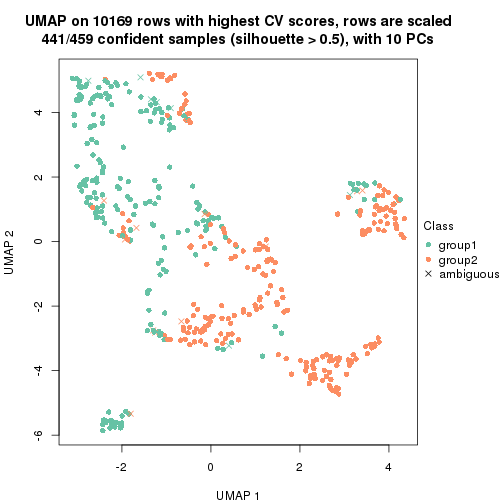 UMAP on 10169 rows with highest CV scores, rows are scaled
441/459 confident samples (silhouette > 0.5), with 10 PCs
4
2
0
-2
-4
-6
UMAP 2
-2
0
2
4
UMAP 1
Class
group1
group2
ambiguous